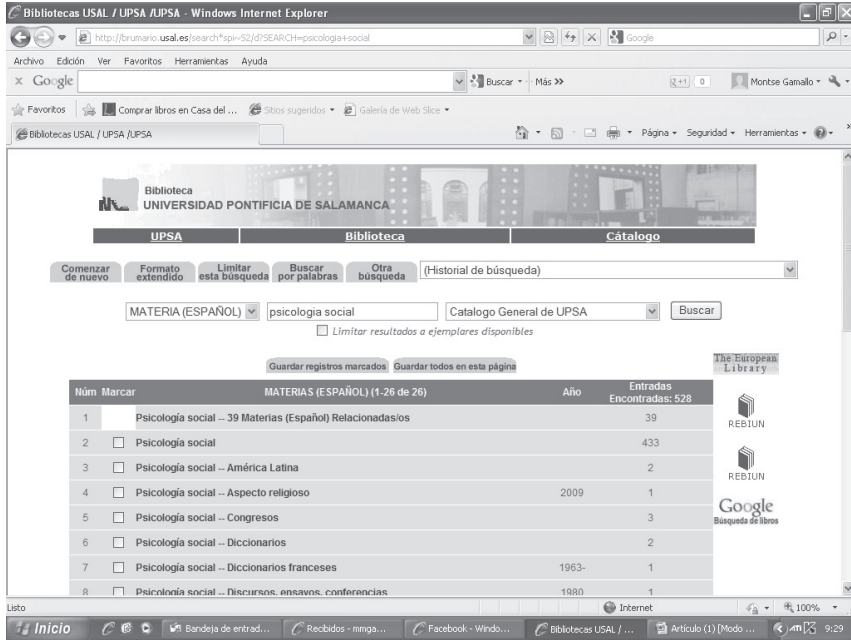 Bibliotecas USAL / UPSA /UPSA - Windows Internet Explorer
http://brumario.usal.es/search*spi~S2/d?SEARCH=psicologia+social
Google
Archivo Edición Ver Favoritos Herramientas Ayuda
x Google Buscar Más >> +1 0 Montse Gamallo
Favoritos Comprar libros en Casa del ... Sitios sugeridos Galería de Web Slice
Bibliotecas USAL / UPSA /UPSA Página Seguridad Herramientas
Biblioteca
UNIVERSIDAD PONTIFICIA DE SALAMANCA
UPSA Biblioteca Cátalogo
Comenzar de nuevo
Formato extendido
Limitar esta búsqueda
Buscar por palabras
Otra búsqueda
(Historial de búsqueda)
MATERIA (ESPAÑOL) psicologia social Catalogo General de UPSA Buscar
Limitar resultados a ejemplares disponibles
Guardar registros marcados Guardar todos en esta página
The European
Library
Núm Marcar MATERIAS (ESPAÑOL) (1-26 de 26) Año Entradas
Encontradas: 528
1 Psicología social -- 39 Materias (Español) Relacionadas/os 39
REBIUN
2 Psicología social 433
3 Psicología social -- América Latina 2
REBIUN
4 Psicología social -- Aspecto religioso 2009 1
Google
Búsqueda de libros
5 Psicología social -- Congresos 3
6 Psicología social -- Diccionarios 2
7 Psicología social -- Diccionarios franceses 1963- 1
8 Psicología social -- Discursos, ensayos, conferencias 1980 1
Listo Internet 100%
Inicio Bandeja de entrad... Recibidos - mmga... Facebook - Windo... Bibliotecas USAL / ... Artículo (1) [Modo ... 9:29